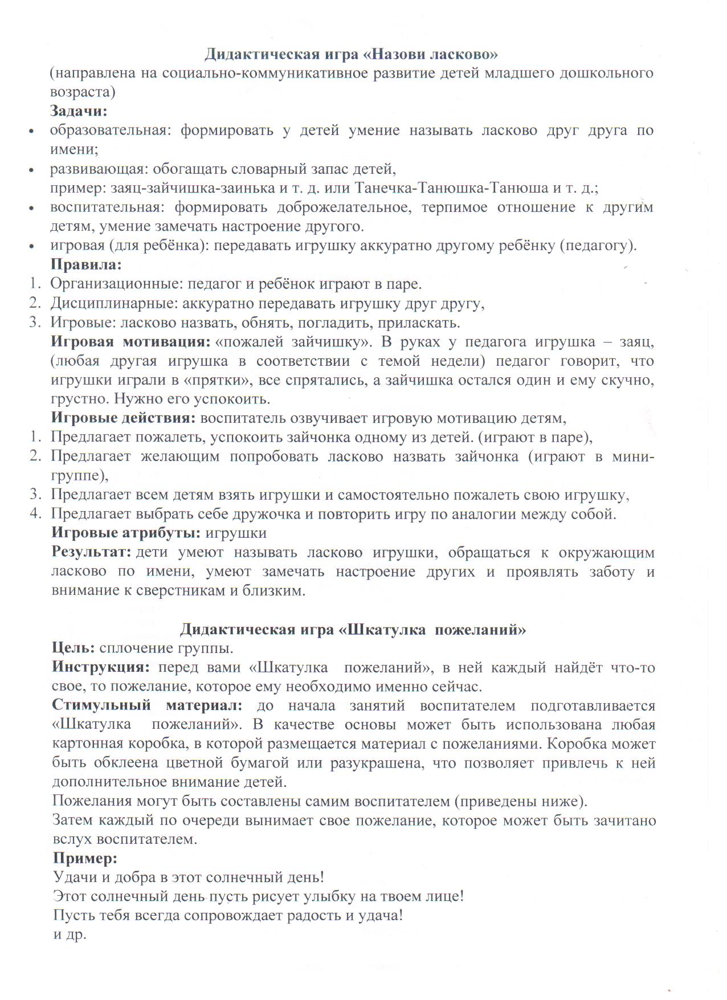 Дидактическая игра «Назови ласково»
(направлена на социально-коммуникативное развитие детей младшего дошкольного
возраста)
Задачи:
• образовательная: формировать у детей умение называть ласково друг друга по
имени;
• развивающая: обогащать словарный запас детей,
пример: заяц-зайчишка-заинька и т. д. или Танечка-Танюшка-Танюша и т. д.;
• воспитательная: формировать доброжелательное, терпимое отношение к другим
детям, умение замечать настроение другого.
• игровая (для ребёнка): передавать игрушку аккуратно другому ребёнку (педагогу).
Правила:
1. Организационные: педагог и ребёнок играют в паре.
2. Дисциплинарные: аккуратно передавать игрушку друг другу,
3. Игровые: ласково назвать, обнять, погладить, приласкать.
Игровая мотивация: «пожалей зайчишку». В руках у педагога игрушка – заяц,
(любая другая игрушка в соответствии с темой недели) педагог говорит, что
игрушки играли в «прятки», все спрятались, а зайчишка остался один и ему скучно,
грустно. Нужно его успокоить.
Игровые действия: воспитатель озвучивает игровую мотивацию детям,
1. Предлагает пожалеть, успокоить зайчонка одному из детей. (играют в паре),
2. Предлагает желающим попробовать ласково назвать зайчонка (играют в мини-
группе),
3. Предлагает всем детям взять игрушки и самостоятельно пожалеть свою игрушку,
4. Предлагает выбрать себе дружочка и повторить игру по аналогии между собой.
Игровые атрибуты: игрушки
Результат: дети умеют называть ласково игрушки, обращаться к окружающим
ласково по имени, умеют замечать настроение других и проявлять заботу и
внимание к сверстникам и близким.
Дидактическая игра «Шкатулка пожеланий»
Цель: сплочение группы.
Инструкция: перед вами «Шкатулка пожеланий», в ней каждый найдёт что-то
свое, то пожелание, которое ему необходимо именно сейчас.
Стимульный материал: до начала занятий воспитателем подготавливается
«Шкатулка пожеланий». В качестве основы может быть использована любая
картонная коробка, в которой размещается материал с пожеланиями. Коробка может
быть обклеена цветной бумагой или разукрашена, что позволяет привлечь к ней
дополнительное внимание детей.
Пожелания могут быть составлены самим воспитателем (приведены ниже).
Затем каждый по очереди вынимает свое пожелание, которое может быть зачитано
вслух воспитателем.
Пример:
Удачи и добра в этот солнечный день!
Этот солнечный день пусть рисует улыбку на твоем лице!
Пусть тебя всегда сопровождает радость и удача!
и др.